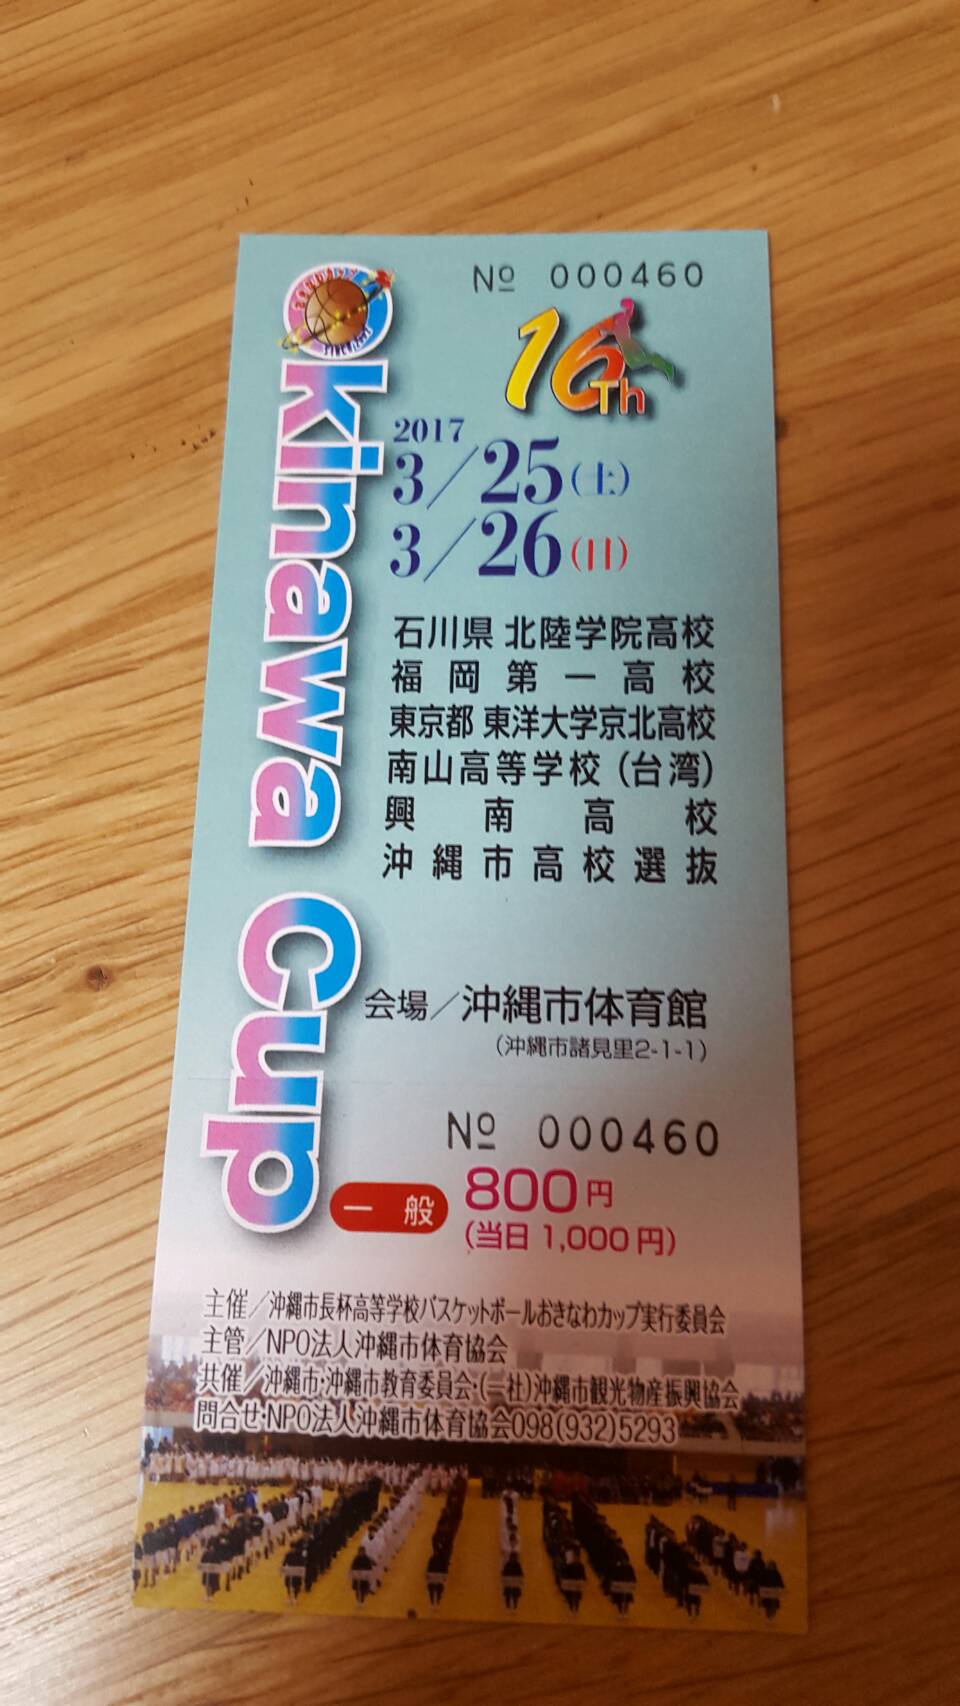 Okinawa Cup
№ 000460
16Th
2017
3/25(土)
3/26(日)
石川県 北陸学院高校
福岡第一高校
東京都 東洋大学京北高校
南山高等学校(台湾)
興南高校
沖縄市高校選抜
会場/沖縄市体育館
(沖縄市諸見里2-1-1)
№ 000460
一般 800円
(当日 1,000円)
主催/沖縄市長杯高等学校バスケットボールおきなわカップ実行委員会
主管/NPO法人沖縄市体育協会
共催/沖縄市・沖縄市教育委員会・(一社)沖縄市観光物産振興協会
問合せ・NPO法人沖縄市体育協会098(932)5293